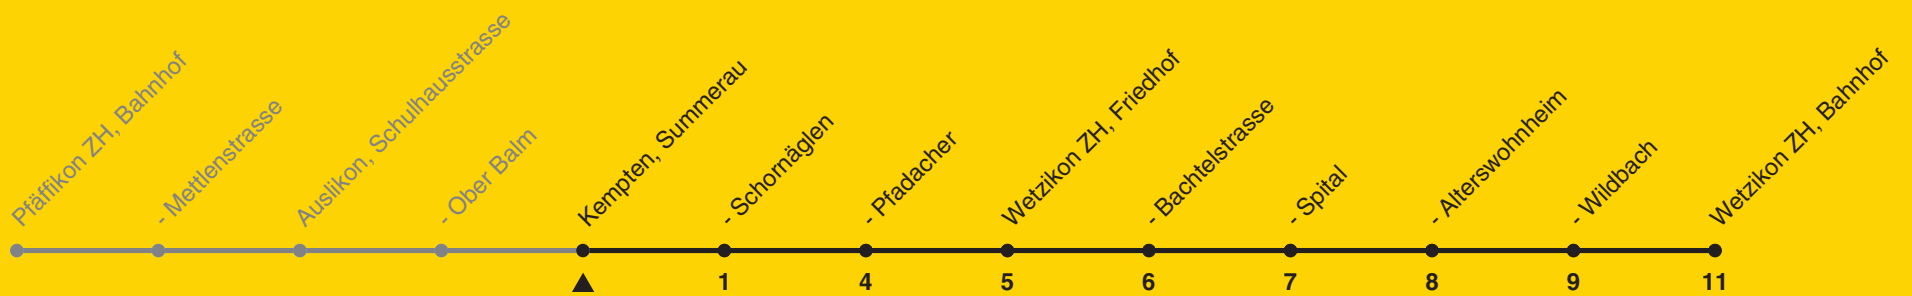 Pfäffikon ZH, Bahnhof
- Mettlenstrasse
Auslikon, Schulhausstrasse
- Ober Balm
Kempten, Summerau
- Schornäglen
- Pfadacher
Wetzikon ZH, Friedhof
- Bachtelstrasse
- Spital
- Alterswohnheim
- Wildbach
Wetzikon ZH, Bahnhof
1 4 5 6 7 8 9 11